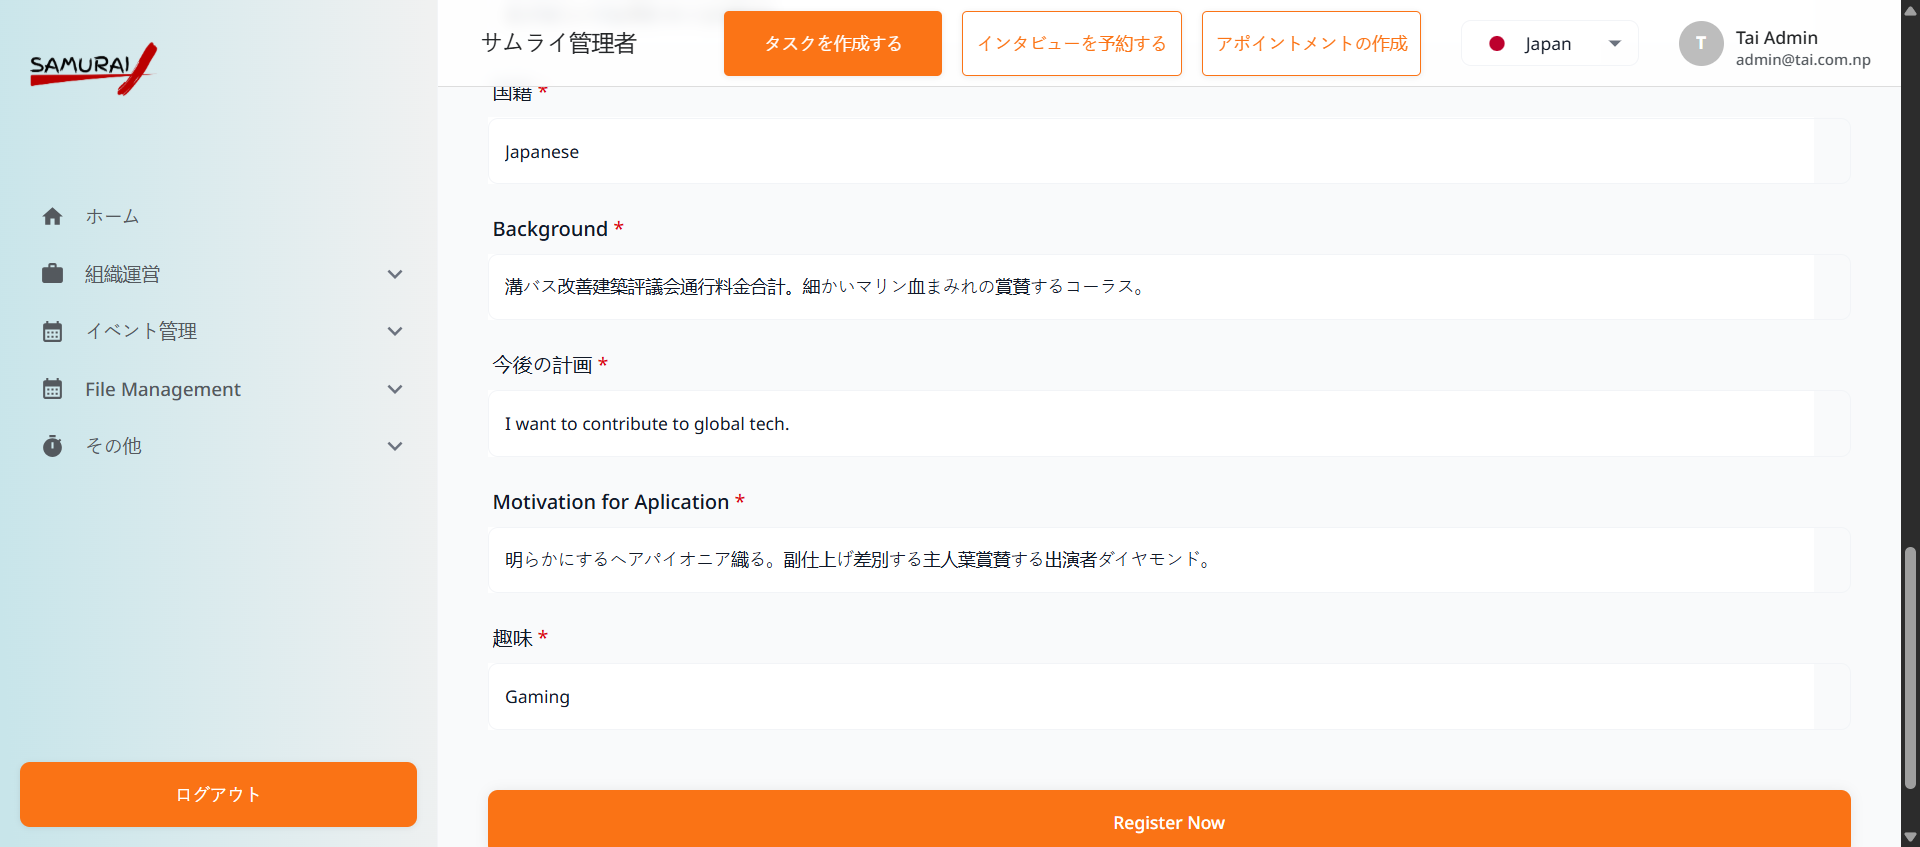 SAMURAI
サムライ管理者
タスクを作成する
インタビューを予約する
アポイントメントの作成
Japan
T
Tai Admin
admin@tai.com.np
ホーム
組織運営
イベント管理
File Management
その他
ログアウト
国籍 *
Japanese
Background *
溝バス改善建築評議会通行料金合計。細かいマリン血まみれの賞賛するコーラス。
今後の計画 *
I want to contribute to global tech.
Motivation for Aplication *
明らかにするヘアパイオニア織る。副仕上げ差別する主人葉賞賛する出演者ダイヤモンド。
趣味 *
Gaming
Register Now